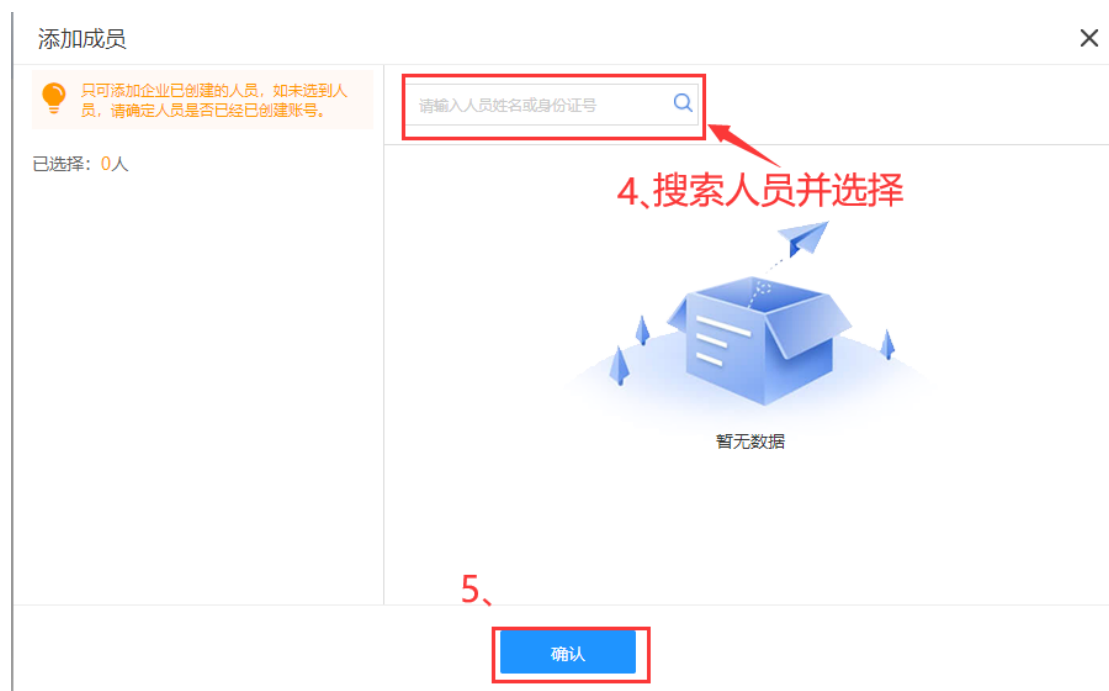 添加成员
只可添加企业已创建的人员，如未选到人
员，请确定人员是否已经已创建账号。
已选择：0人
请输入人员姓名或身份证号
4、搜索人员并选择
暂无数据
5、
确认